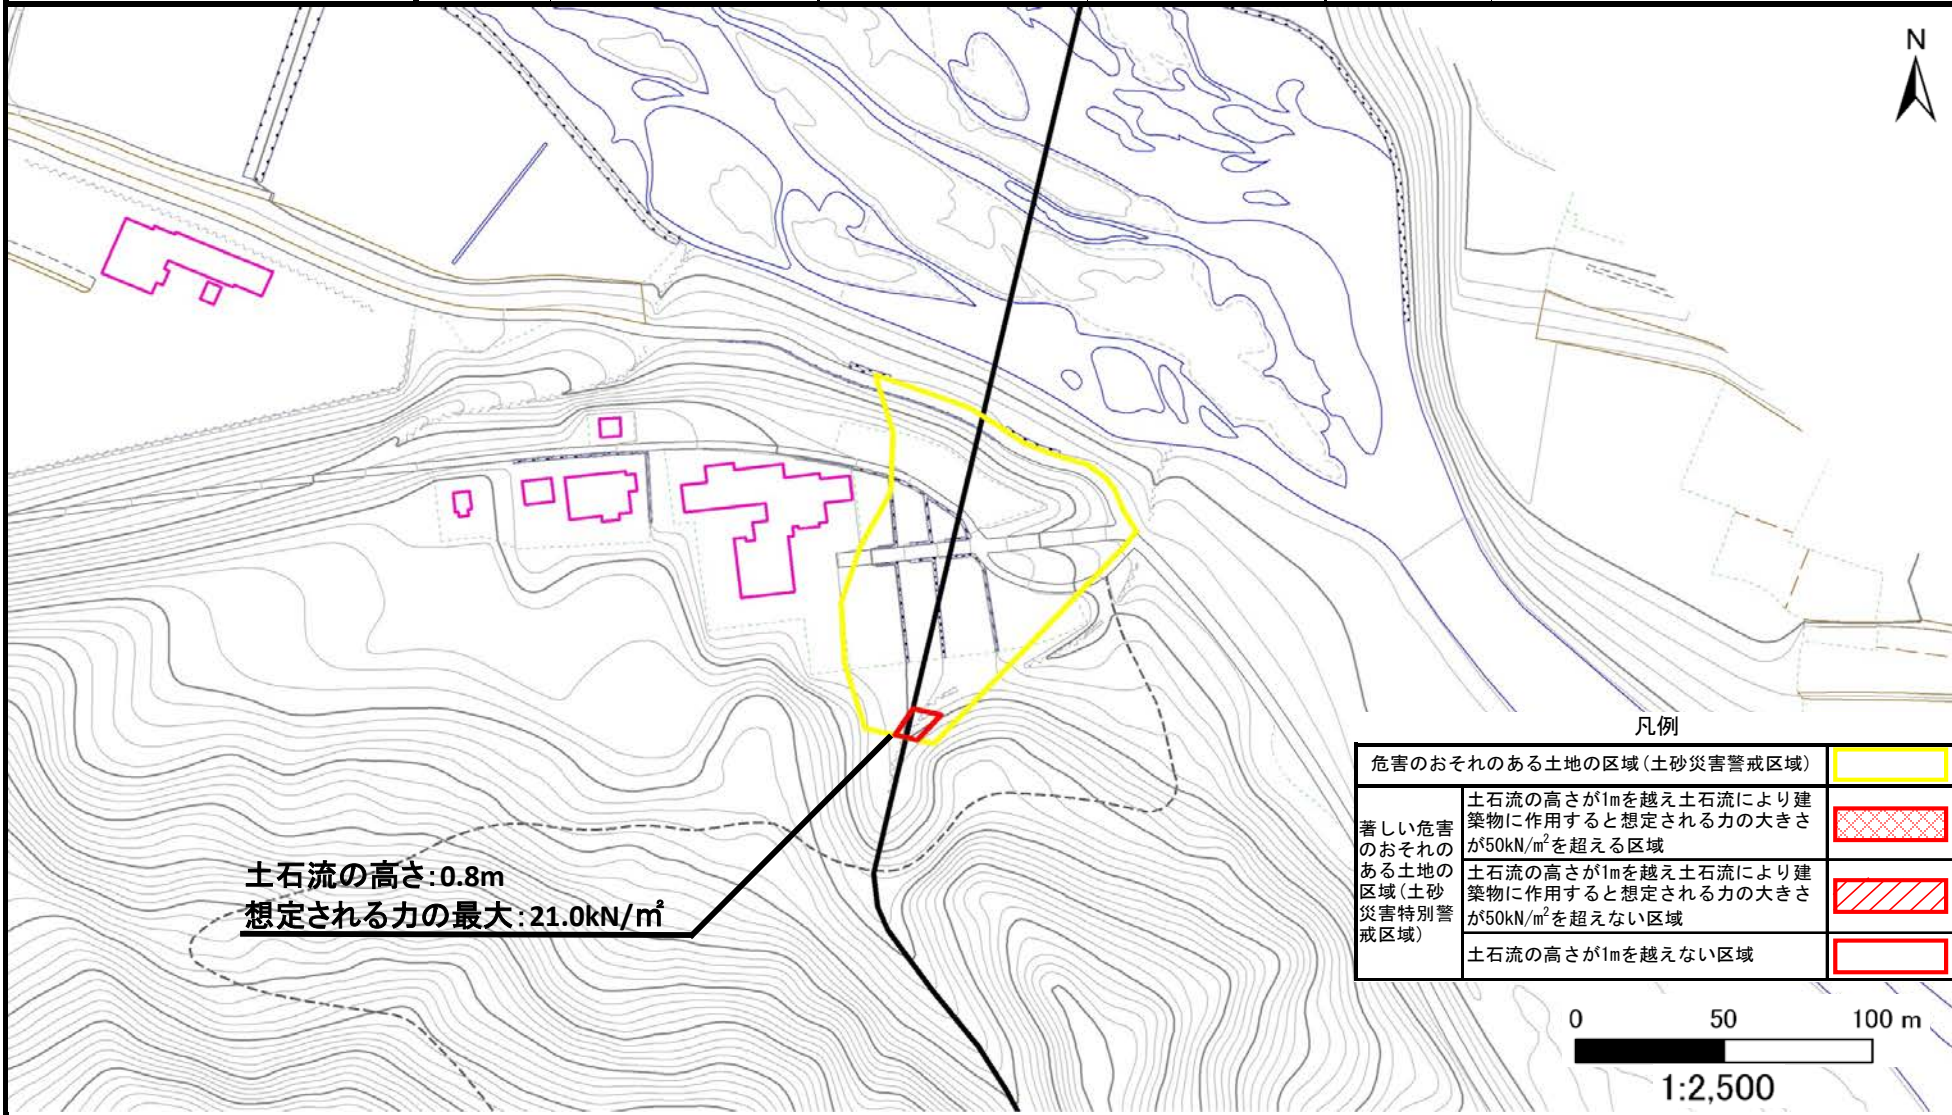 N
土石流の高さ:0.8m
想定される力の最大:21.0kN/㎡
凡例
危害のおそれのある土地の区域(土砂災害警戒区域)
著しい危害
のおそれの
ある土地の
区域(土砂
災害特別警
戒区域)
土石流の高さが1mを越え土石流により建
築物に作用すると想定される力の大きさ
が50kN/m²を超える区域
土石流の高さが1mを越え土石流により建
築物に作用すると想定される力の大きさ
が50kN/m²を超えない区域
土石流の高さが1mを越えない区域
0 50 100 m
1:2,500